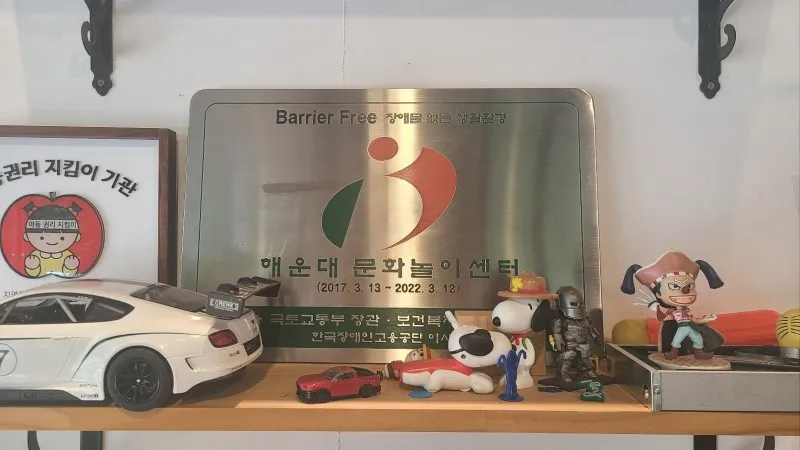 Barrier Free 장애물 없는 생활환경
해운대 문화놀이센터
(2017. 3. 13 ~ 2022. 3. 12)
국토교통부 장관 · 보건복
한국장애인고용공단 이사
권리 지킴이 기관
아동 권리 지킴이
7